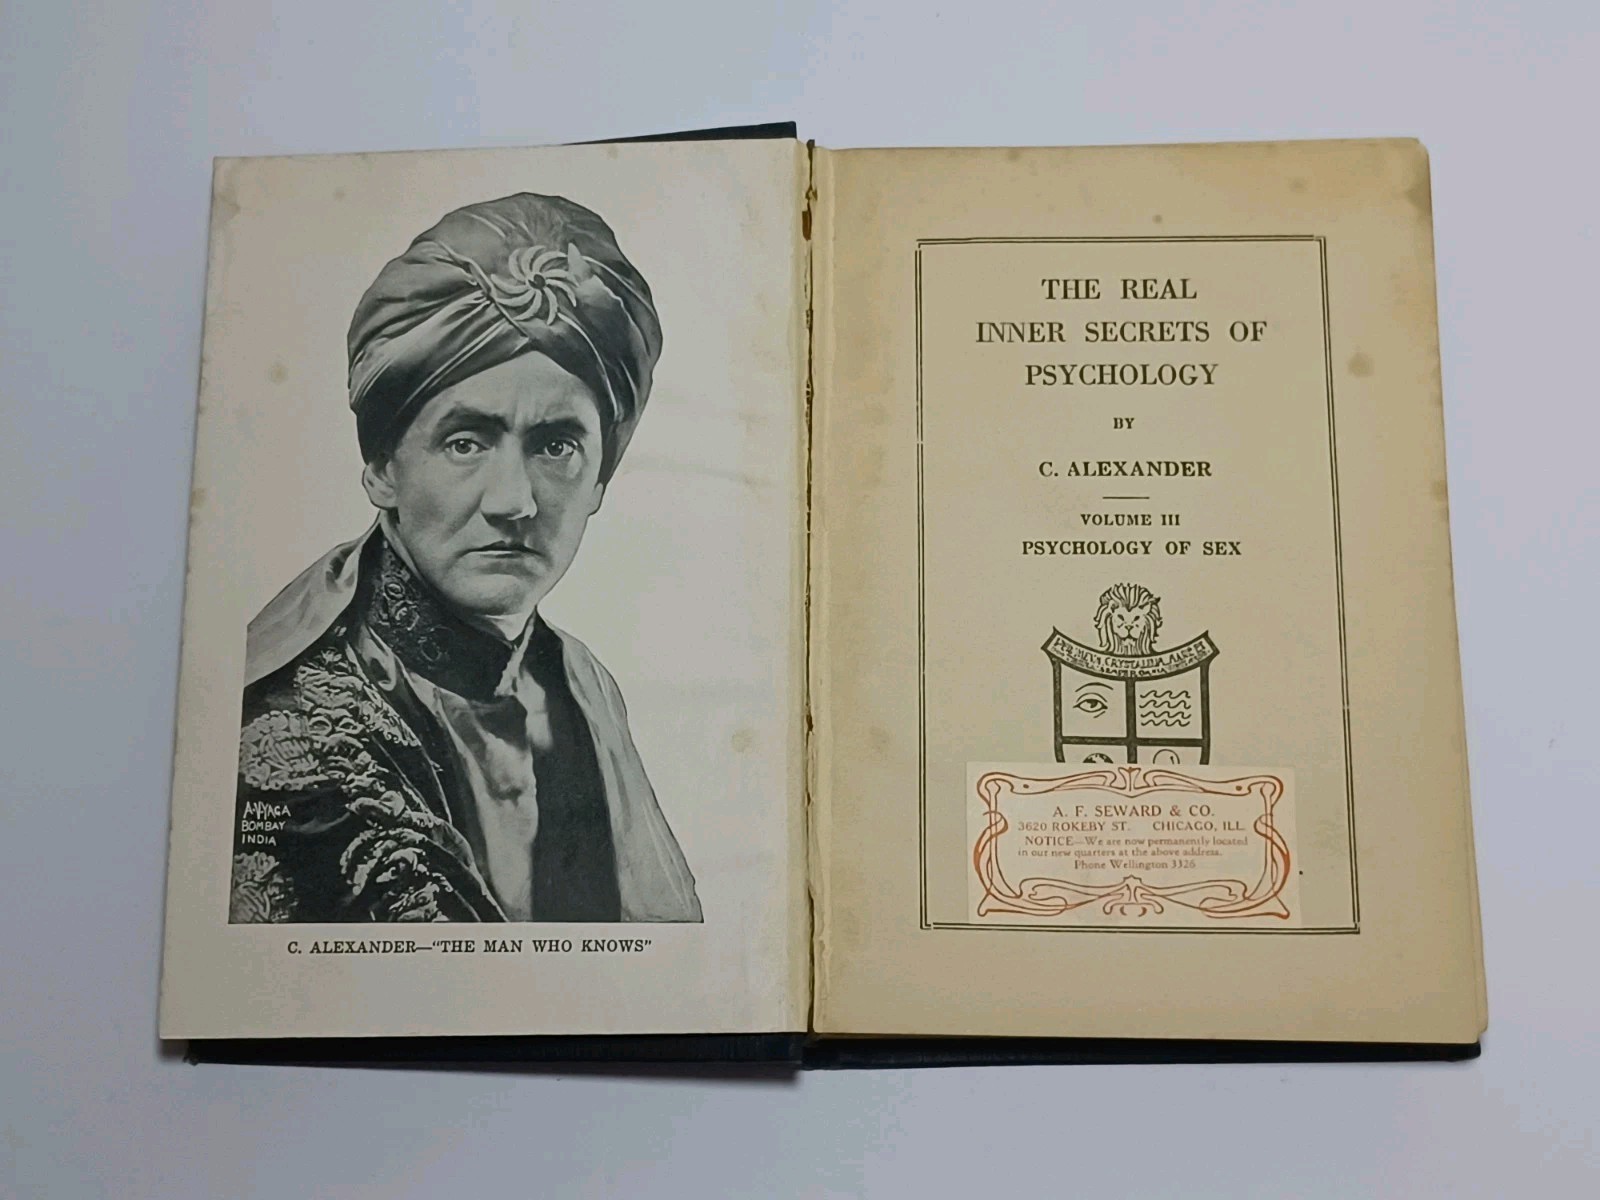 A. NYAGA
BOMBAY
INDIA
C. ALEXANDER—"THE MAN WHO KNOWS"
THE REAL
INNER SECRETS OF
PSYCHOLOGY
BY
C. ALEXANDER
VOLUME III
PSYCHOLOGY OF SEX
CRYSTALLINA
A. F. SEWARD & CO.
3620 ROKEBY ST. CHICAGO, ILL.
NOTICE—We are now permanently located
in our new quarters at the above address.
Phone Wellington 3326